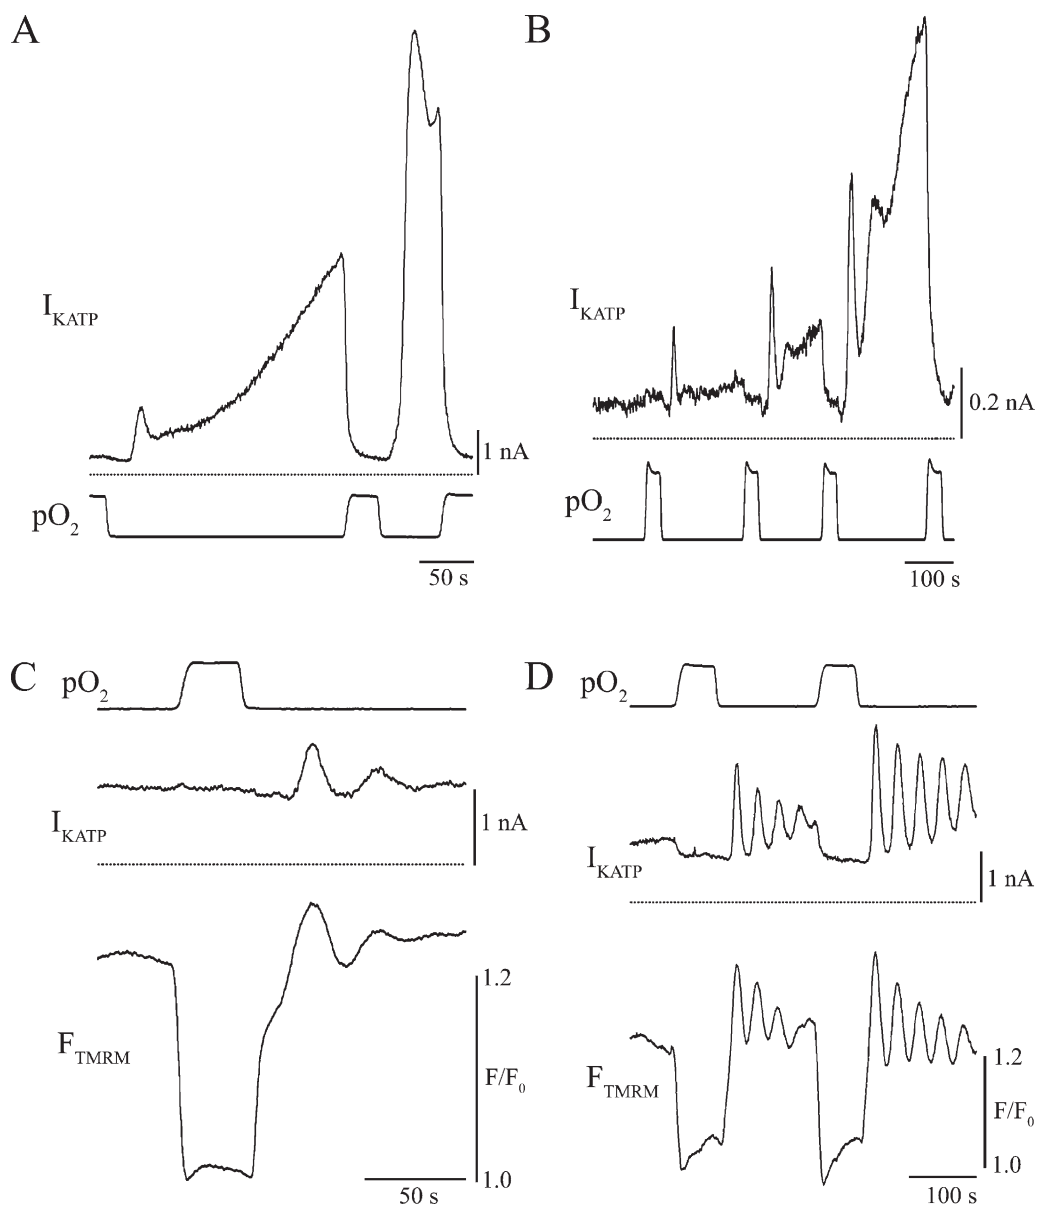 A
I_KATP
1 nA
pO₂
50 s
B
I_KATP
0.2 nA
pO₂
100 s
C
pO₂
I_KATP
1 nA
F_TMRM
1.2
F/F₀
1.0
50 s
D
pO₂
I_KATP
1 nA
F_TMRM
1.2
F/F₀
1.0
100 s